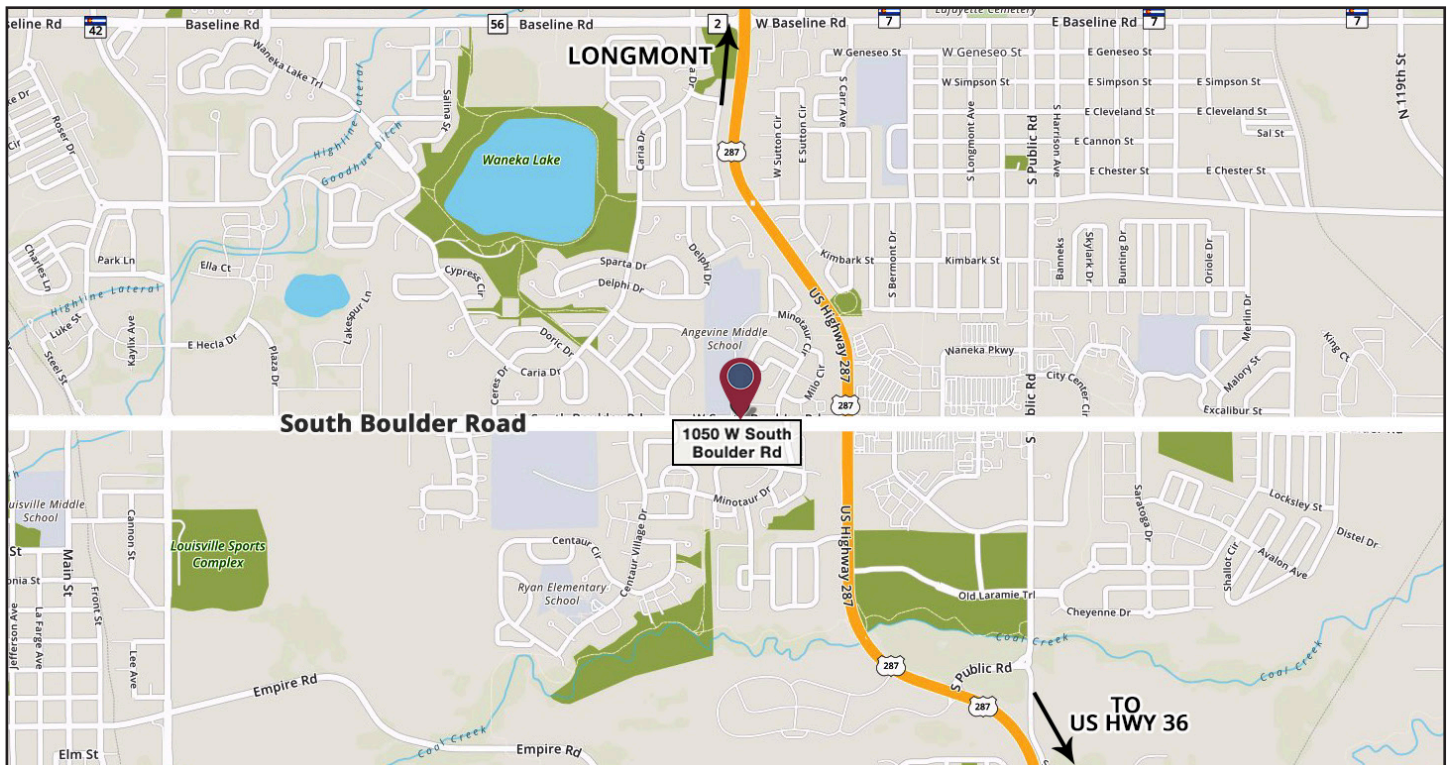 Baseline Rd
42
56
Baseline Rd
2
W Baseline Rd
7
E Baseline Rd
7
7
LONGMONT
Waneka Lake Trl
Highline Lateral
Goodhue Ditch
Roser Dr
Cir
Salina St
Waneka Lake
Caria Dr
287
W Sutton Cir
E Sutton Cir
S Carr Ave
W Geneseo St
W Geneseo St
E Geneseo St
W Simpson St
E Simpson St
E Simpson St
E Cleveland St
E Cleveland St
Sal St
E Cannon St
E Chester St
E Chester St
S Longmont Ave
S Public Rd
S Harrison Ave
N 119th St
Charles Ln
Park Ln
Ella Ct
Highline Lateral
Luke St
Steel St
Kaylix Ave
E Hecla Dr
Plaza Dr
Lakespur Ln
Cypress Cir
Sparta Dr
Delphi Dr
Delphi Dr
Doric Dr
Caria Dr
Ceres Dr
Angevine Middle
School
Minotaur Cir
Milo Cir
US Highway 287
287
Kimbark St
S Bermont Dr
Kimbark St
Banneks
Skylark Dr
Bunting Dr
Oriole Dr
Merlin Dr
Waneka Pkwy
City Center Cir
Malory St
Excalibur St
King Ct
South Boulder Road
1050 W South
Boulder Rd
Minotaur Dr
Centaur Village Dr
Centaur Cir
Ryan Elementary
School
School
Cannon St
Louisville Sports
Complex
St
Main St
Front St
La Farge Ave
Jefferson Ave
Lee Ave
Empire Rd
Elm St
Coal Creek
Empire Rd
US Highway 287
287
287
Old Laramie Trl
Cheyenne Dr
Saratoga Dr
Locksley St
Distel Dr
Avalon Ave
Shallot Cir
Coal Creek
Coal Creek
S Public Rd
TO
US HWY 36